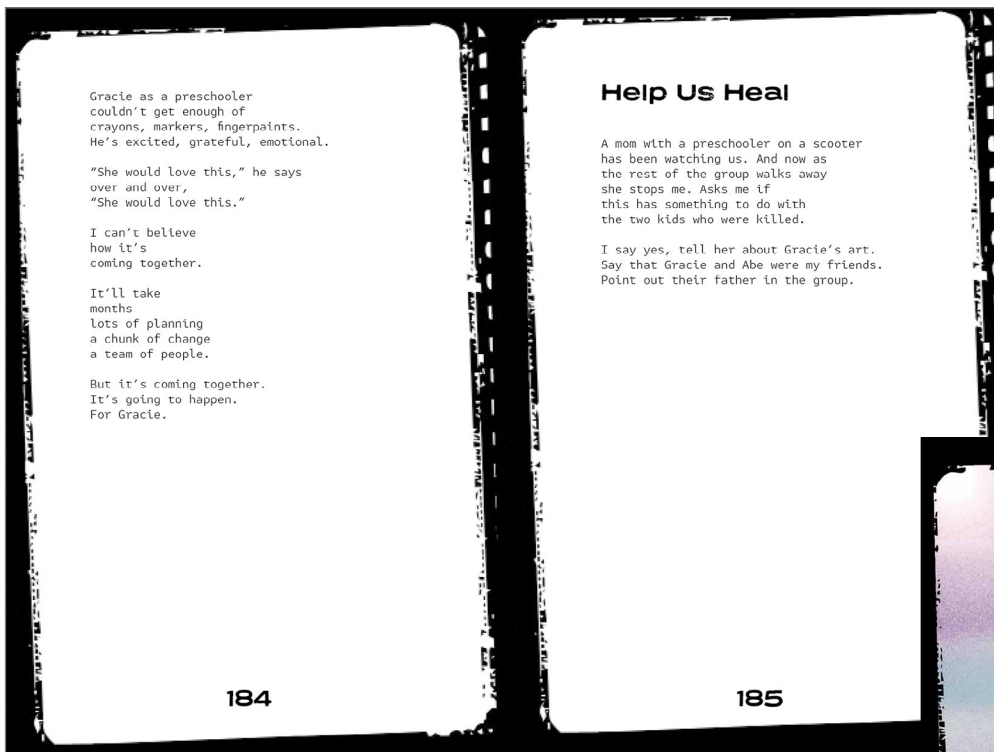 Gracie as a preschooler
couldn’t get enough of
crayons, markers, fingerpaints.
He’s excited, grateful, emotional.
“She would love this,” he says
over and over,
“She would love this.”
I can’t believe
how it’s
coming together.
It’ll take
months
lots of planning
a chunk of change
a team of people.
But it’s coming together.
It’s going to happen.
For Gracie.
184
Help Us Heal
A mom with a preschooler on a scooter
has been watching us. And now as
the rest of the group walks away
she stops me. Asks me if
this has something to do with
the two kids who were killed.
I say yes, tell her about Gracie’s art.
Say that Gracie and Abe were my friends.
Point out their father in the group.
185